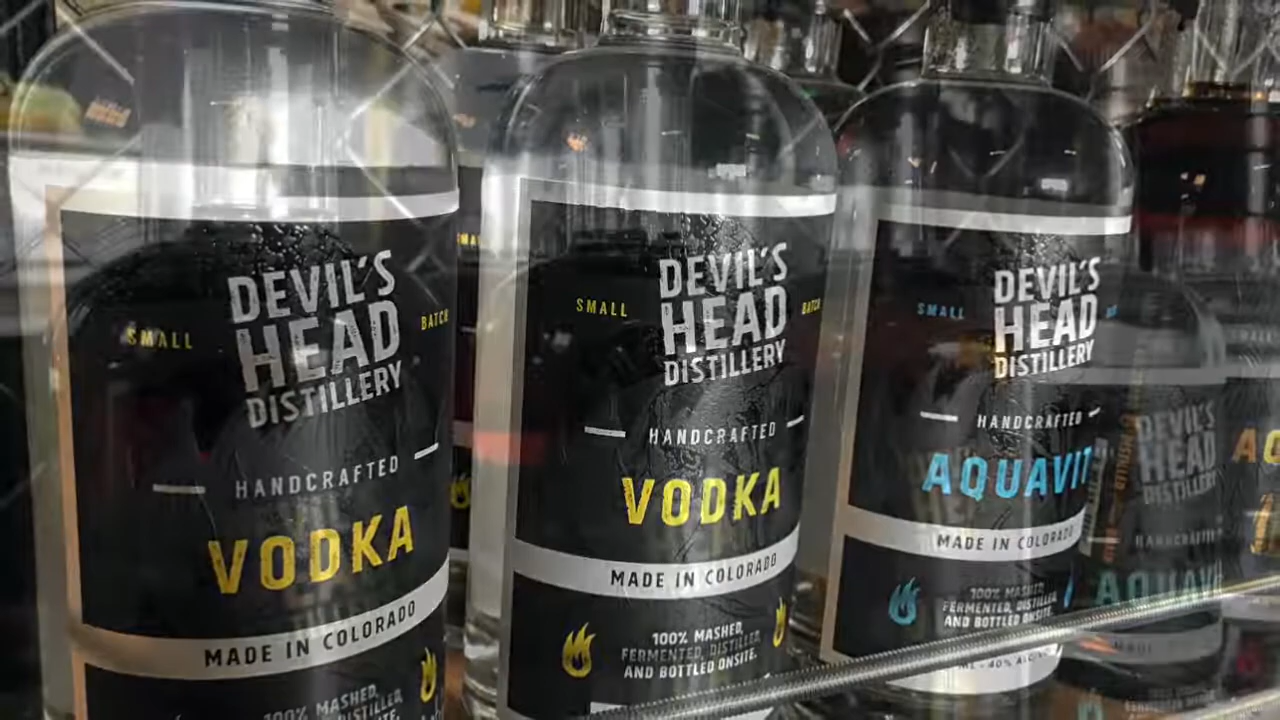 SMALL
DEVIL'S
HEAD
DISTILLERY
BATCH
HANDCRAFTED
VODKA
MADE IN COLORADO
100% MASHED,
DISTILLED,
SMALL
DEVIL'S
HEAD
DISTILLERY
BATCH
HANDCRAFTED
VODKA
MADE IN COLORADO
100% MASHED,
FERMENTED, DISTILLED
AND BOTTLED ONSITE.
SMALL
DEVIL'S
HEAD
DISTILLERY
HANDCRAFTED
AQUAVIT
MADE IN COLORADO
100% MASHED,
FERMENTED, DISTILLED
AND BOTTLED ONSITE.
40%
DEVIL'S
HEAD
DISTILLERY
HANDCRAFTED
AQUAVI